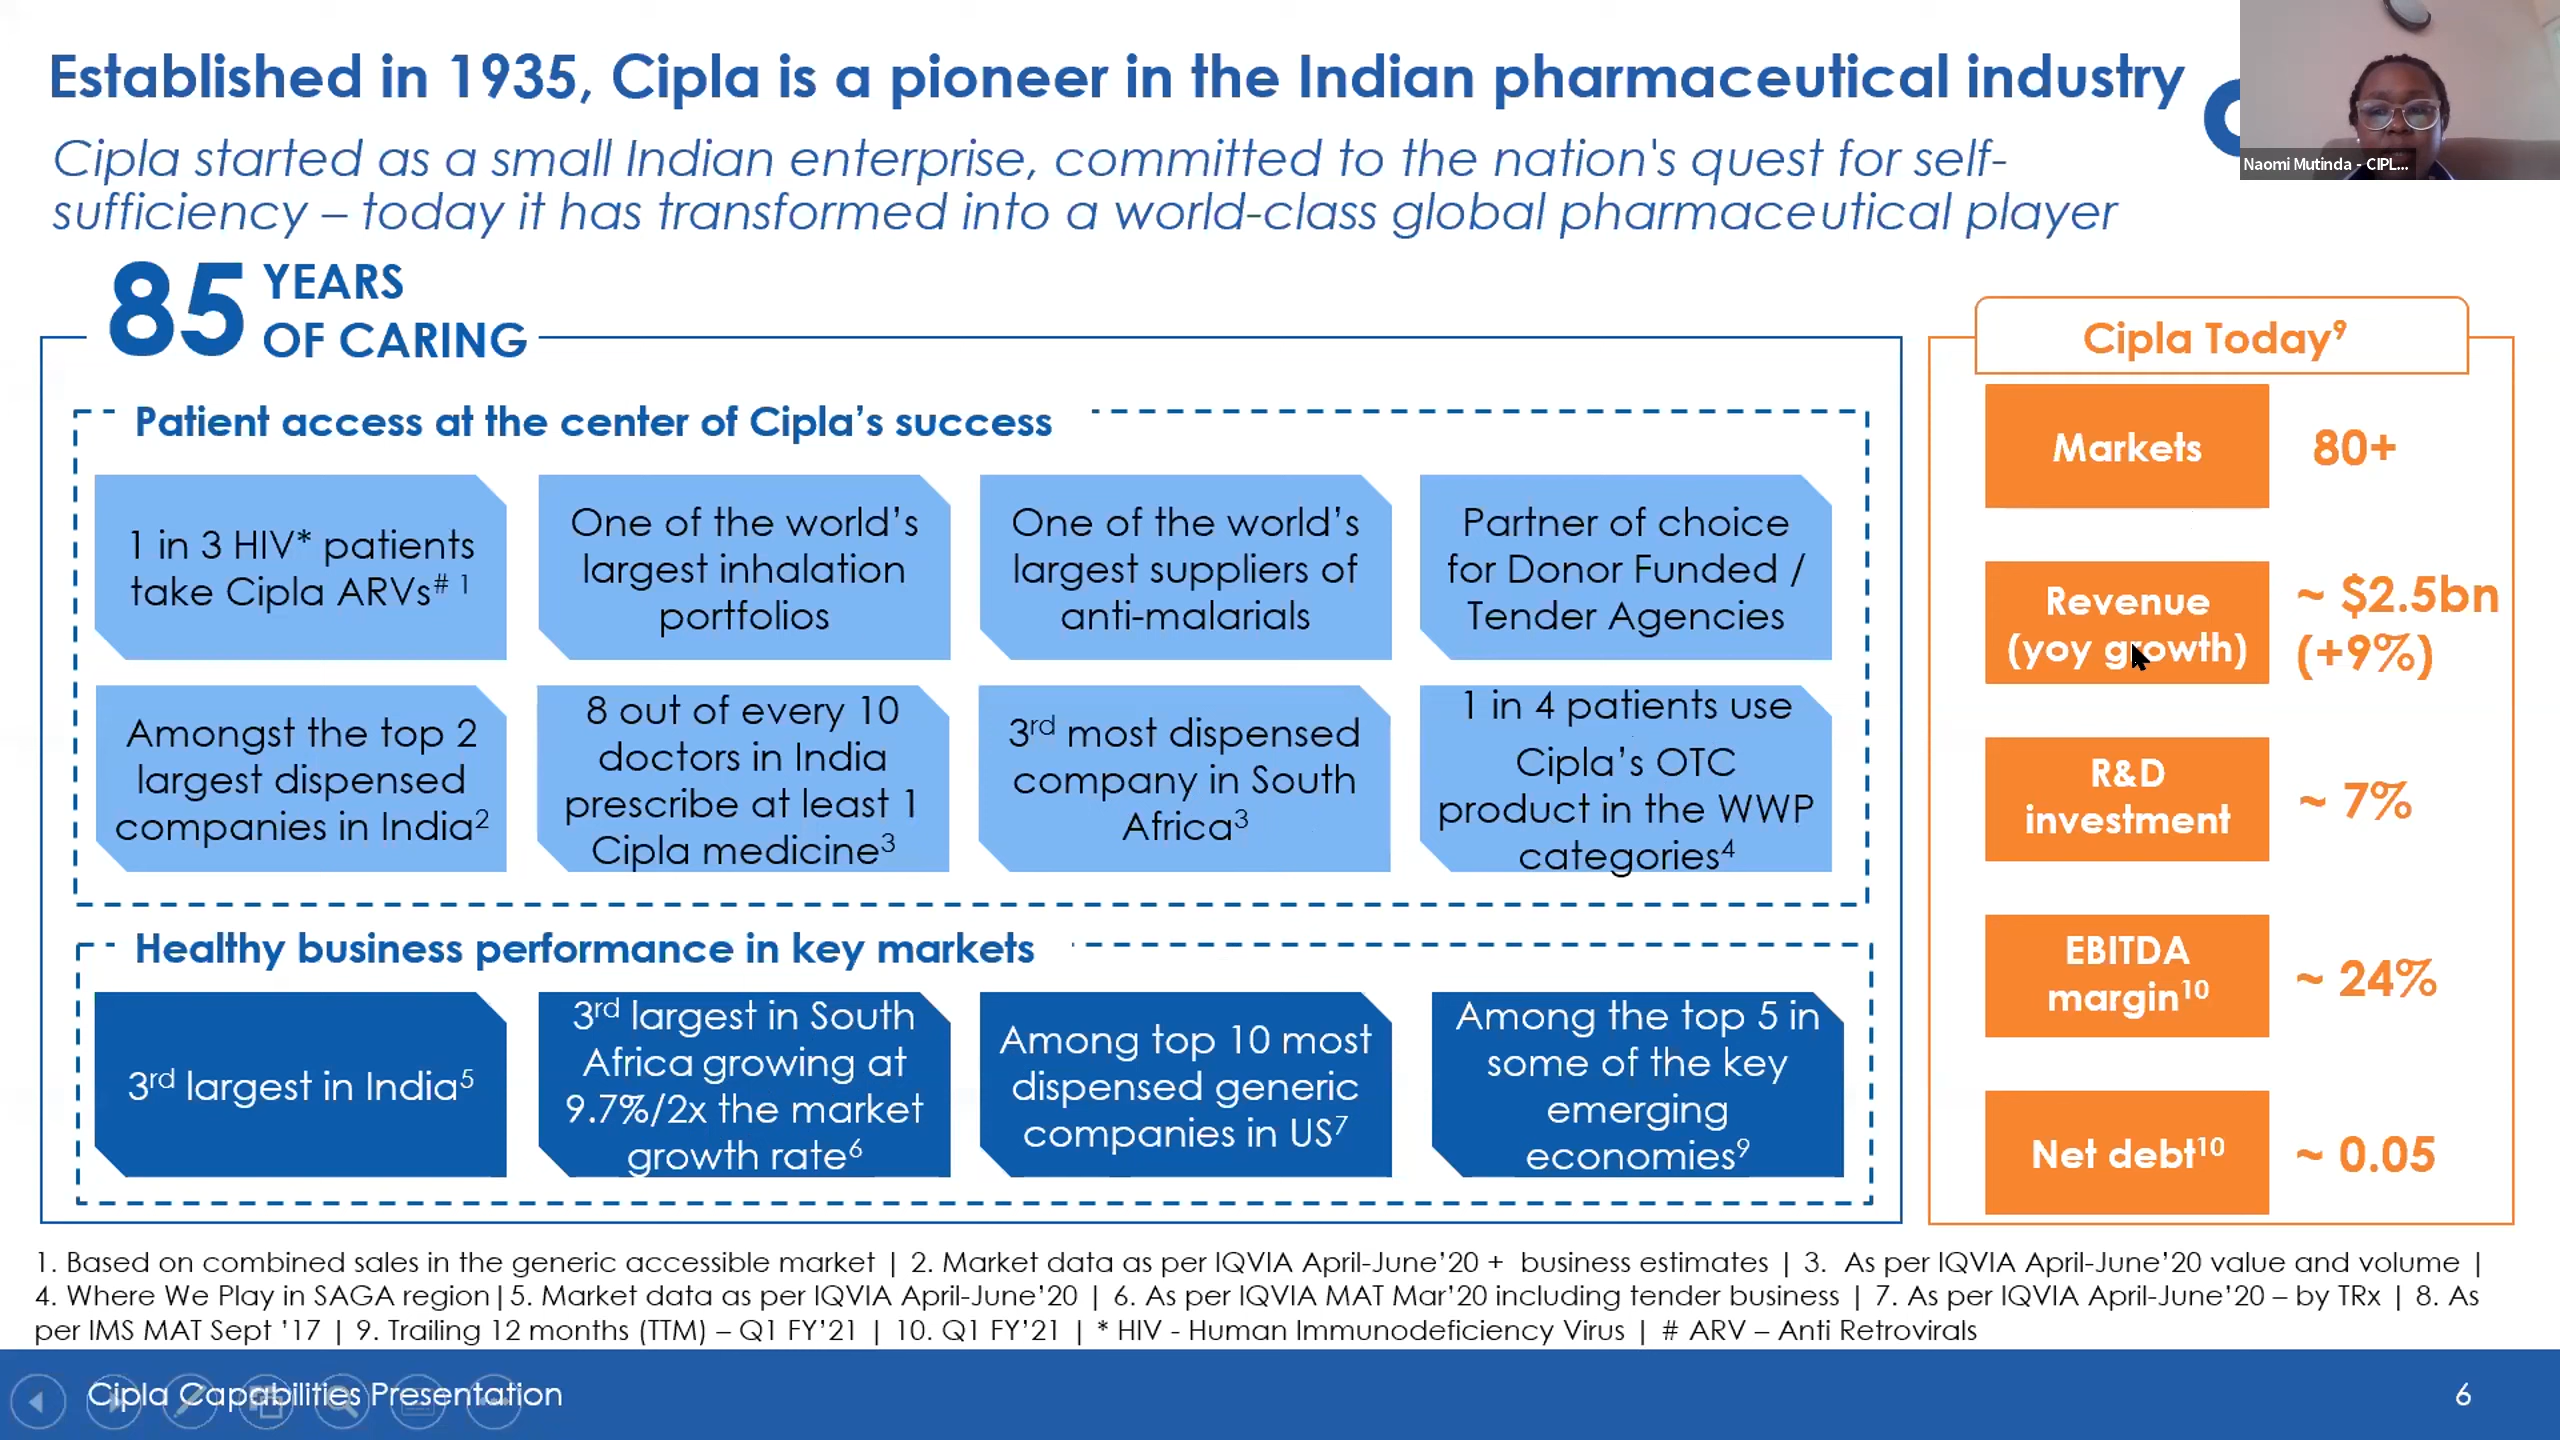 Established in 1935, Cipla is a pioneer in the Indian pharmaceutical industry
Cipla started as a small Indian enterprise, committed to the nation's quest for self-
sufficiency – today it has transformed into a world-class global pharmaceutical player
Naomi Mutinda - CIPL...
85 YEARS
OF CARING
Patient access at the center of Cipla’s success
1 in 3 HIV* patients
take Cipla ARVs# 1
One of the world’s
largest inhalation
portfolios
One of the world’s
largest suppliers of
anti-malarials
Partner of choice
for Donor Funded /
Tender Agencies
Amongst the top 2
largest dispensed
companies in India2
8 out of every 10
doctors in India
prescribe at least 1
Cipla medicine3
3rd most dispensed
company in South
Africa3
1 in 4 patients use
Cipla’s OTC
product in the WWP
categories4
Healthy business performance in key markets
3rd largest in India5
3rd largest in South
Africa growing at
9.7%/2x the market
growth rate6
Among top 10 most
dispensed generic
companies in US7
Among the top 5 in
some of the key
emerging
economies9
Cipla Today9
Markets
80+
Revenue
(yoy growth)
~ $2.5bn
(+9%)
R&D
investment
~ 7%
EBITDA
margin10
~ 24%
Net debt10
~ 0.05
1. Based on combined sales in the generic accessible market | 2. Market data as per IQVIA April-June’20 + business estimates | 3. As per IQVIA April-June’20 value and volume |
4. Where We Play in SAGA region|5. Market data as per IQVIA April-June’20 | 6. As per IQVIA MAT Mar’20 including tender business | 7. As per IQVIA April-June’20 – by TRx | 8. As
per IMS MAT Sept ’17 | 9. Trailing 12 months (TTM) – Q1 FY’21 | 10. Q1 FY’21 | * HIV - Human Immunodeficiency Virus | # ARV – Anti Retrovirals
Cipla Capabilities Presentation
6